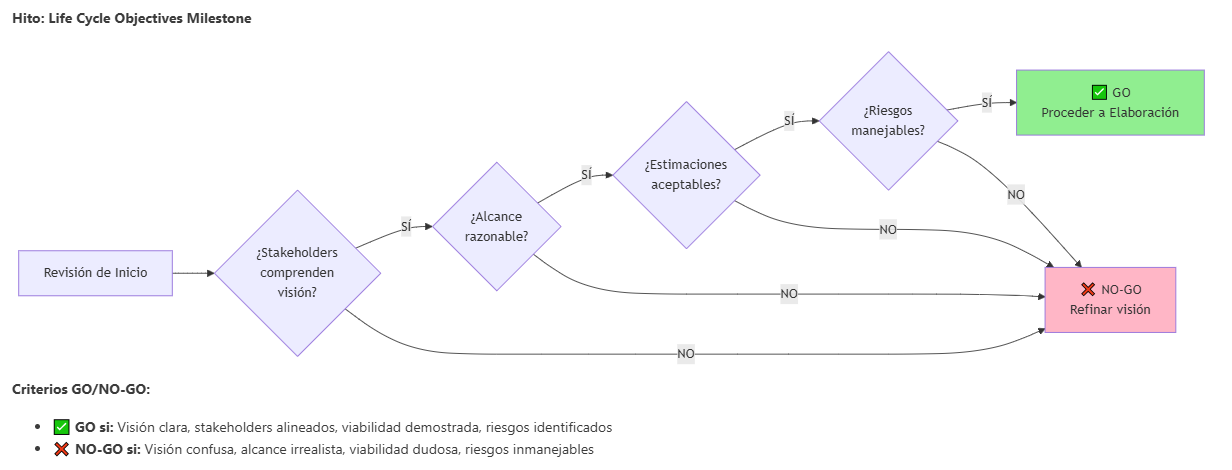 Hito: Life Cycle Objectives Milestone
Revisión de Inicio
¿Stakeholders
comprenden
visión?
SÍ
¿Alcance
razonable?
SÍ
¿Estimaciones
aceptables?
SÍ
¿Riesgos
manejables?
SÍ
✅ GO
Proceder a Elaboración
NO
NO
NO
NO
❌ NO-GO
Refinar visión
Criterios GO/NO-GO:
• ✅ GO si: Visión clara, stakeholders alineados, viabilidad demostrada, riesgos identificados
• ❌ NO-GO si: Visión confusa, alcance irrealista, viabilidad dudosa, riesgos inmanejables